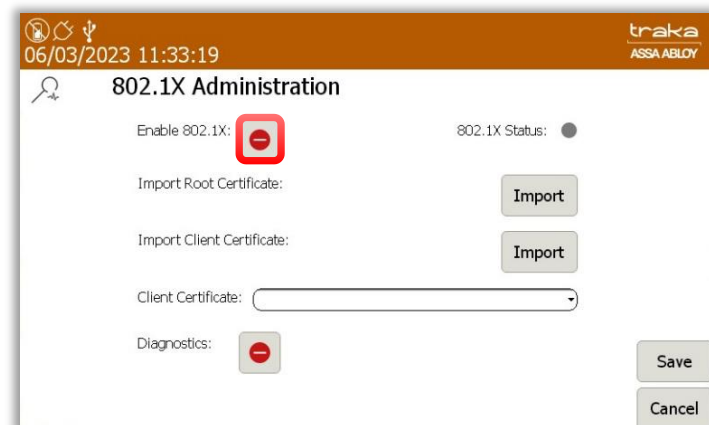 06/03/2023 11:33:19
traka
ASSA ABLOY
802.1X Administration
Enable 802.1X:
802.1X Status:
Import Root Certificate:
Import
Import Client Certificate:
Import
Client Certificate:
Diagnostics:
Save
Cancel